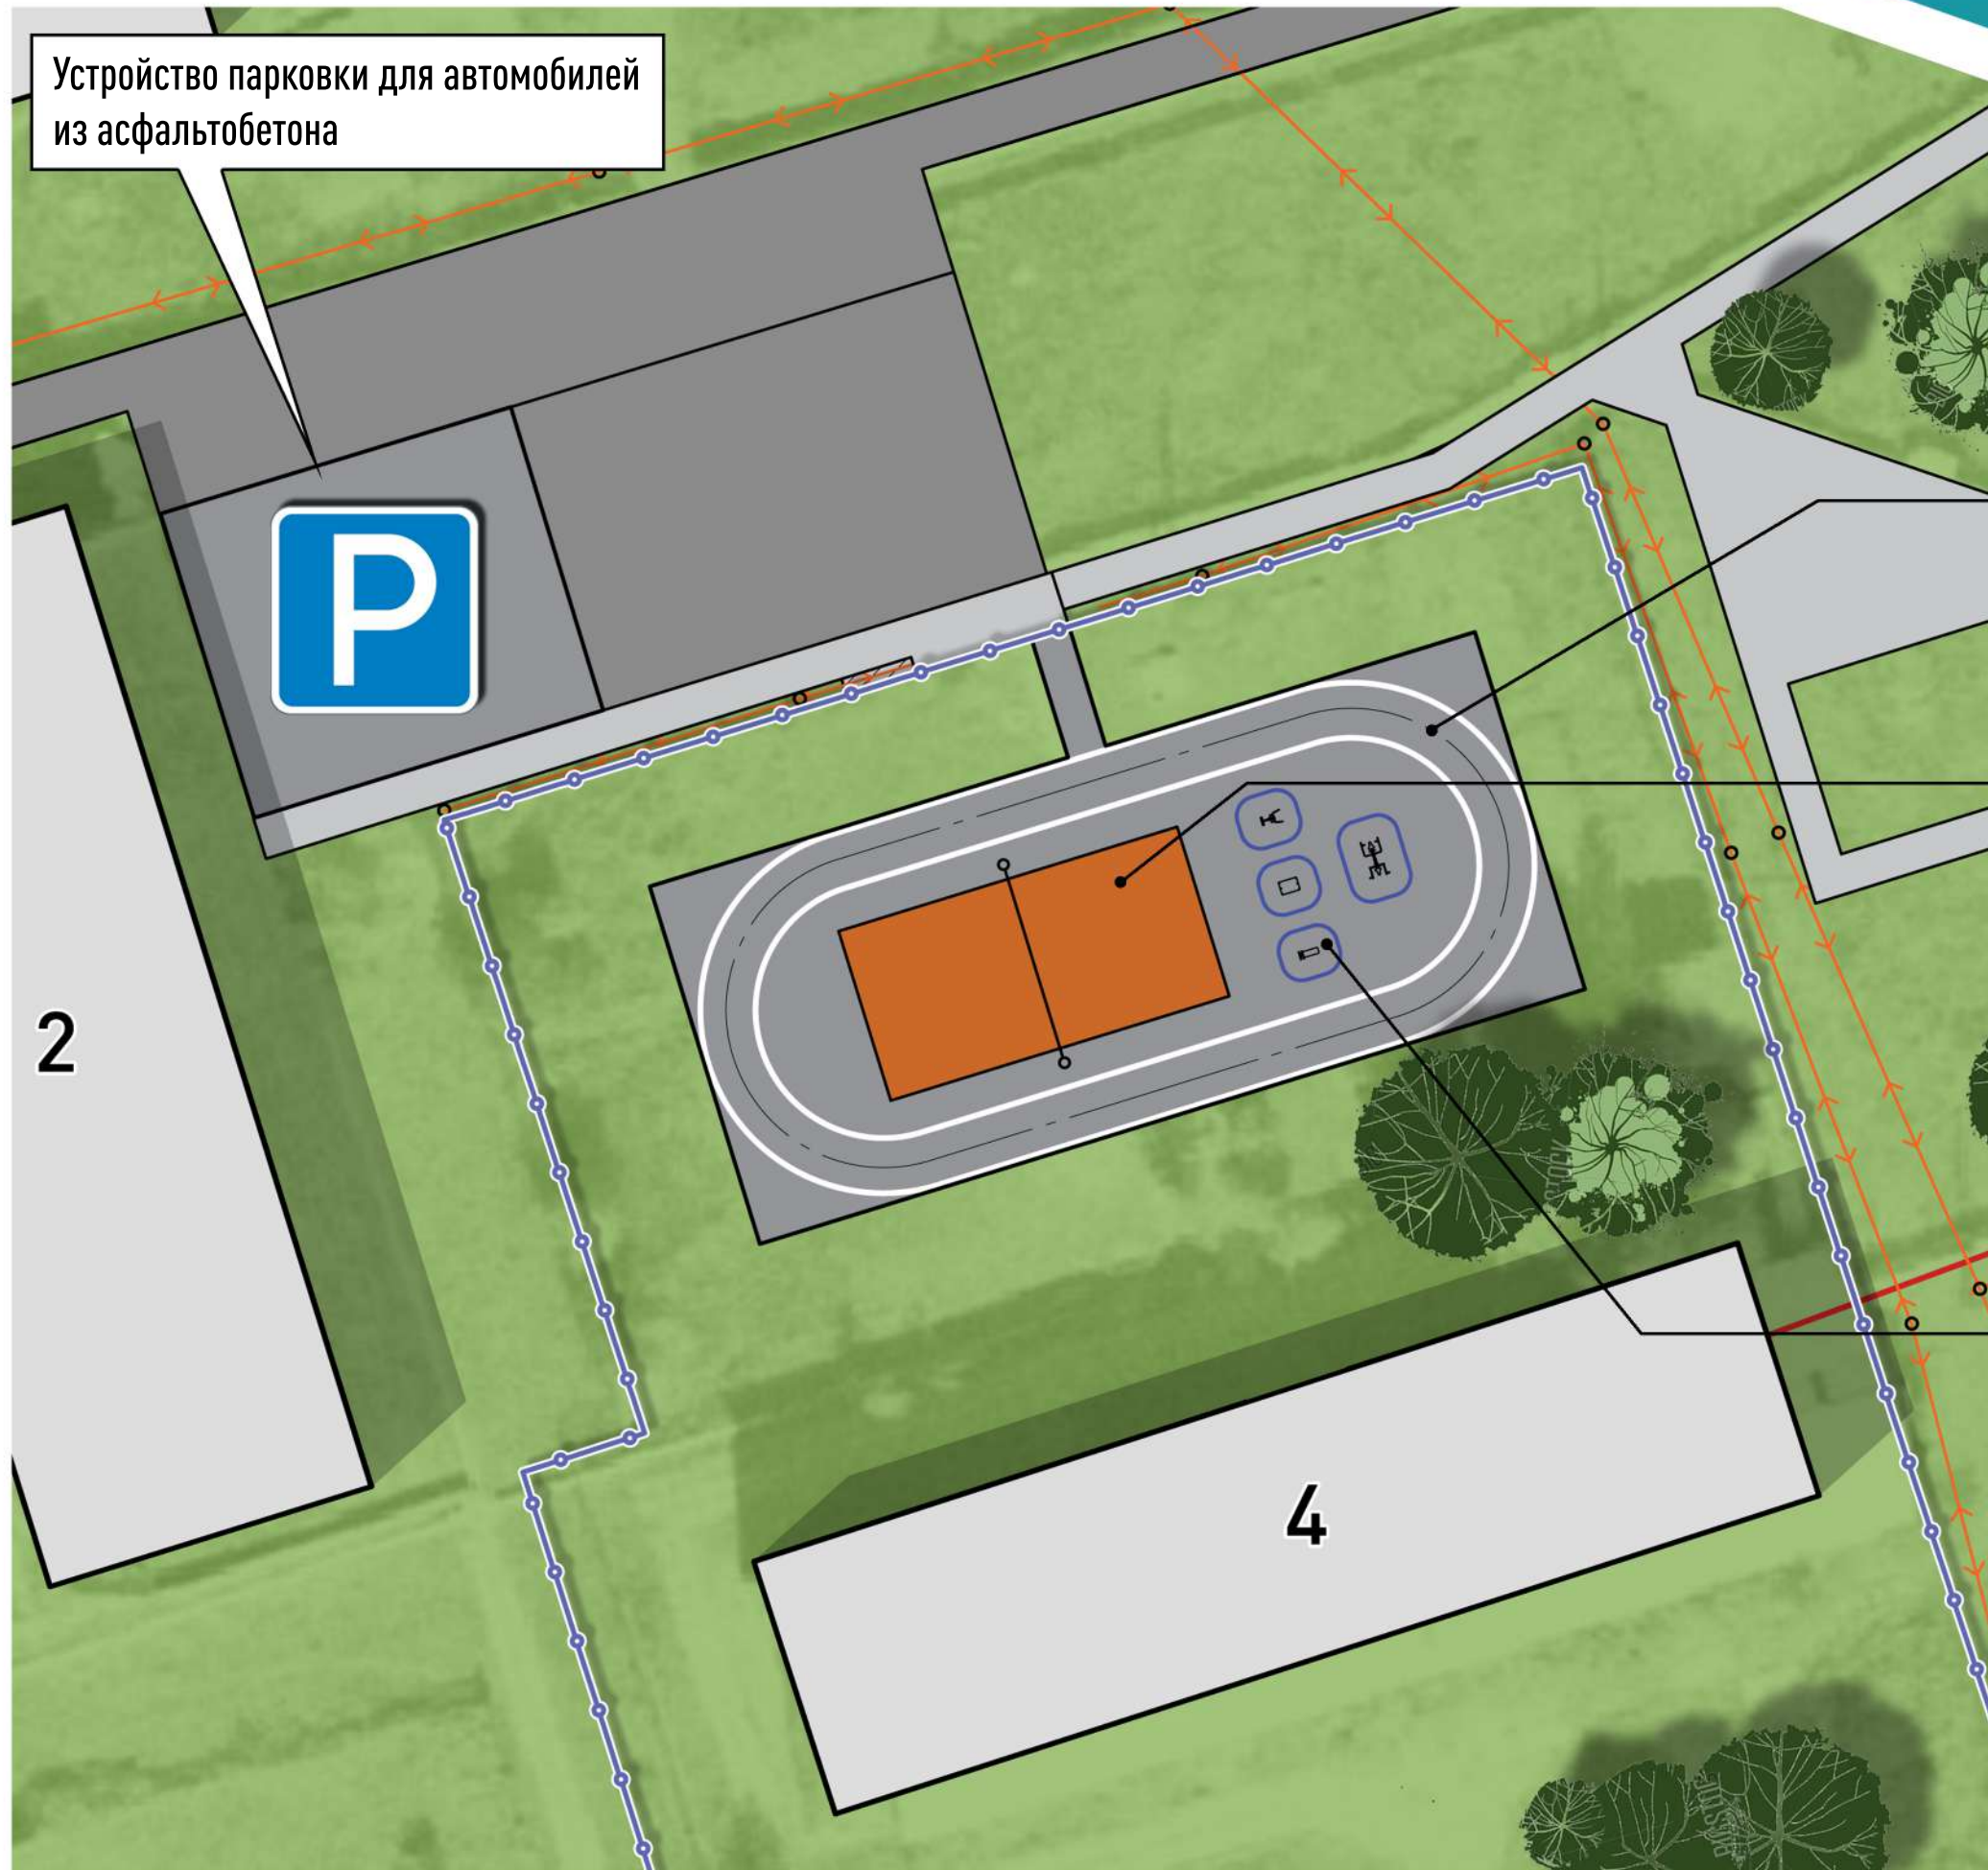 Устройство парковки для автомобилей
из асфальтобетона
P
2
4